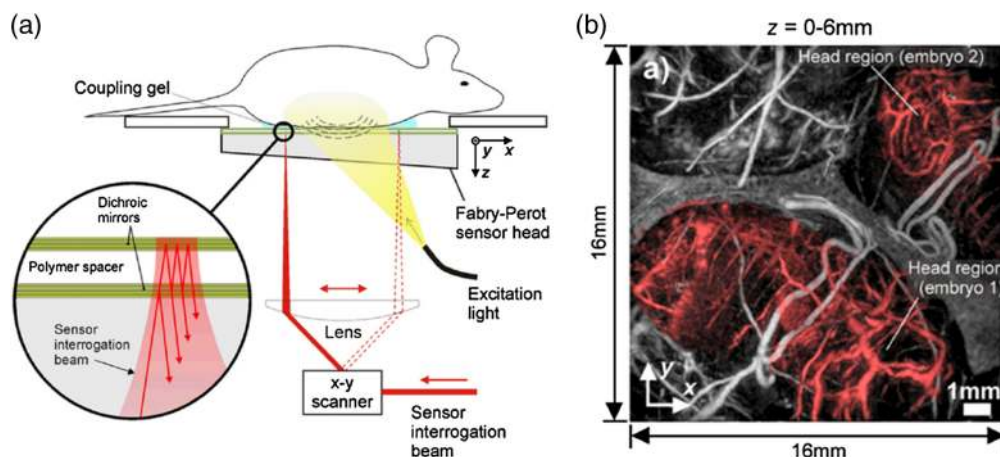 (a)
Coupling gel
y
x
z
Dichroic
mirrors
Polymer spacer
Sensor
interrogation
beam
Fabry-Perot
sensor head
Excitation
light
Lens
x-y
scanner
Sensor
interrogation
beam
(b)
z = 0-6mm
a)
Head region (embryo 2)
16mm
Head region
(embryo 1)
y
x
1mm
16mm